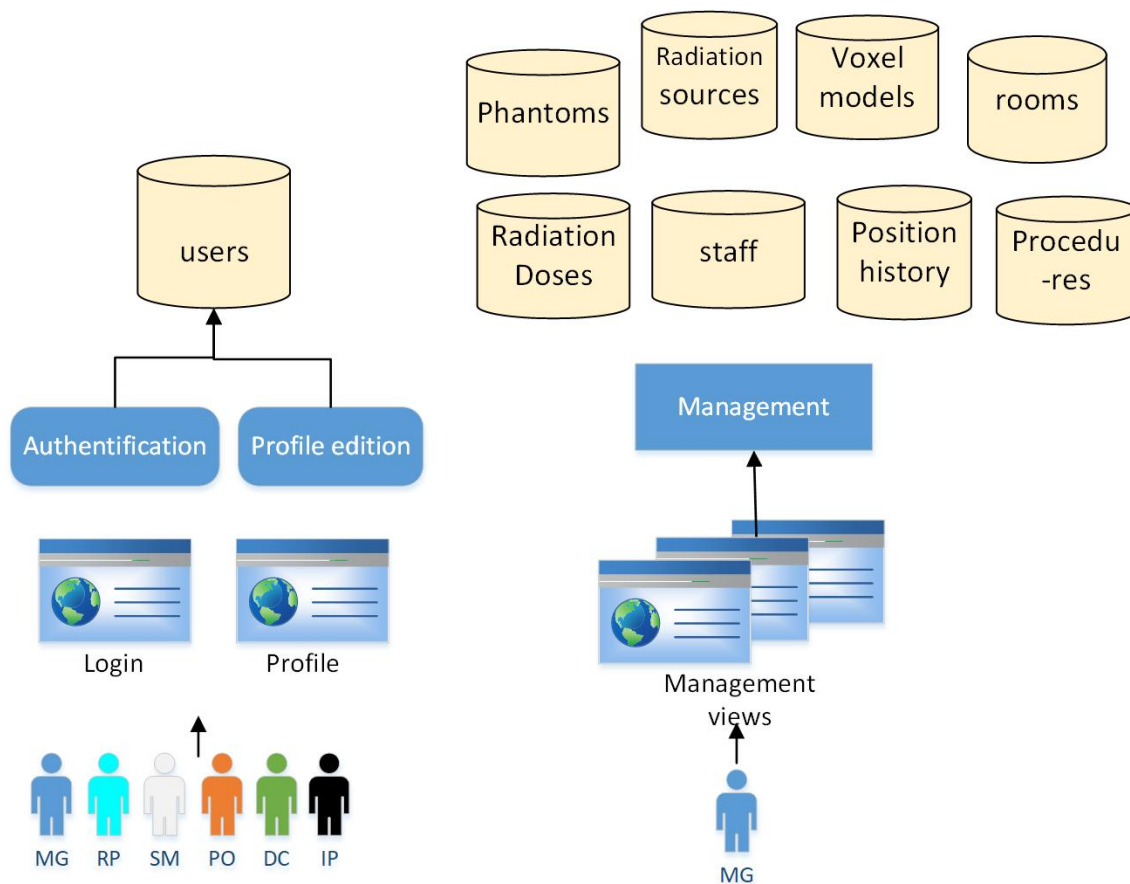 Phantoms
Radiation
sources
Voxel
models
rooms
users
Radiation
Doses
staff
Position
history
Procedu
-res
Authentification
Profile edition
Management
Login
Profile
Management
views
MG
RP
SM
PO
DC
IP
MG